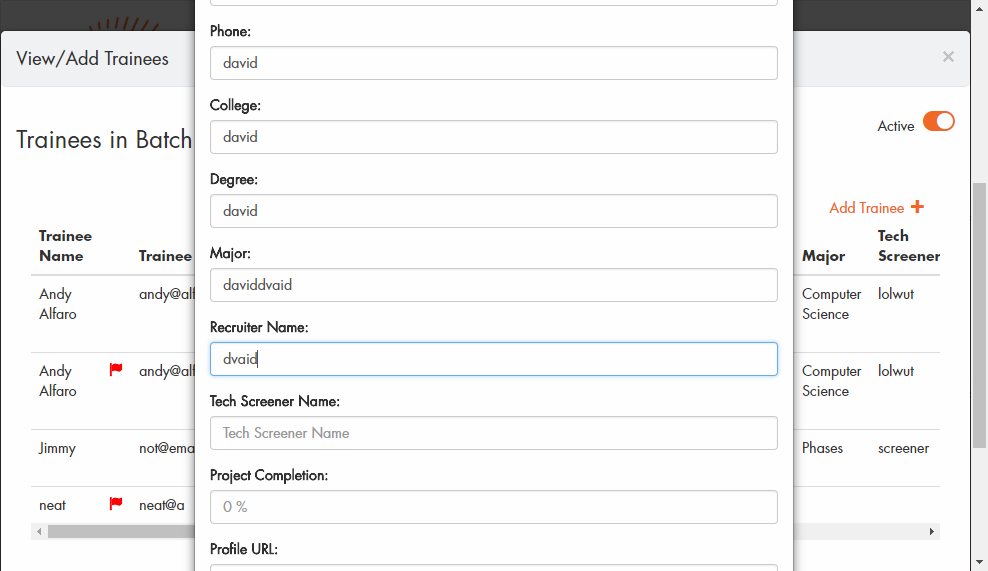 View/Add Trainees
×
Trainees in Batch
Active
Add Trainee +
Trainee Name
Trainee
Major
Tech Screener
Andy Alfaro
andy@alf
Computer Science
lolwut
Andy Alfaro
andy@alf
Computer Science
lolwut
Jimmy
not@ema
Phases
screener
neat
neat@a
Phone:
david
College:
david
Degree:
david
Major:
daviddvaid
Recruiter Name:
dvaid
Tech Screener Name:
Tech Screener Name
Project Completion:
0 %
Profile URL: